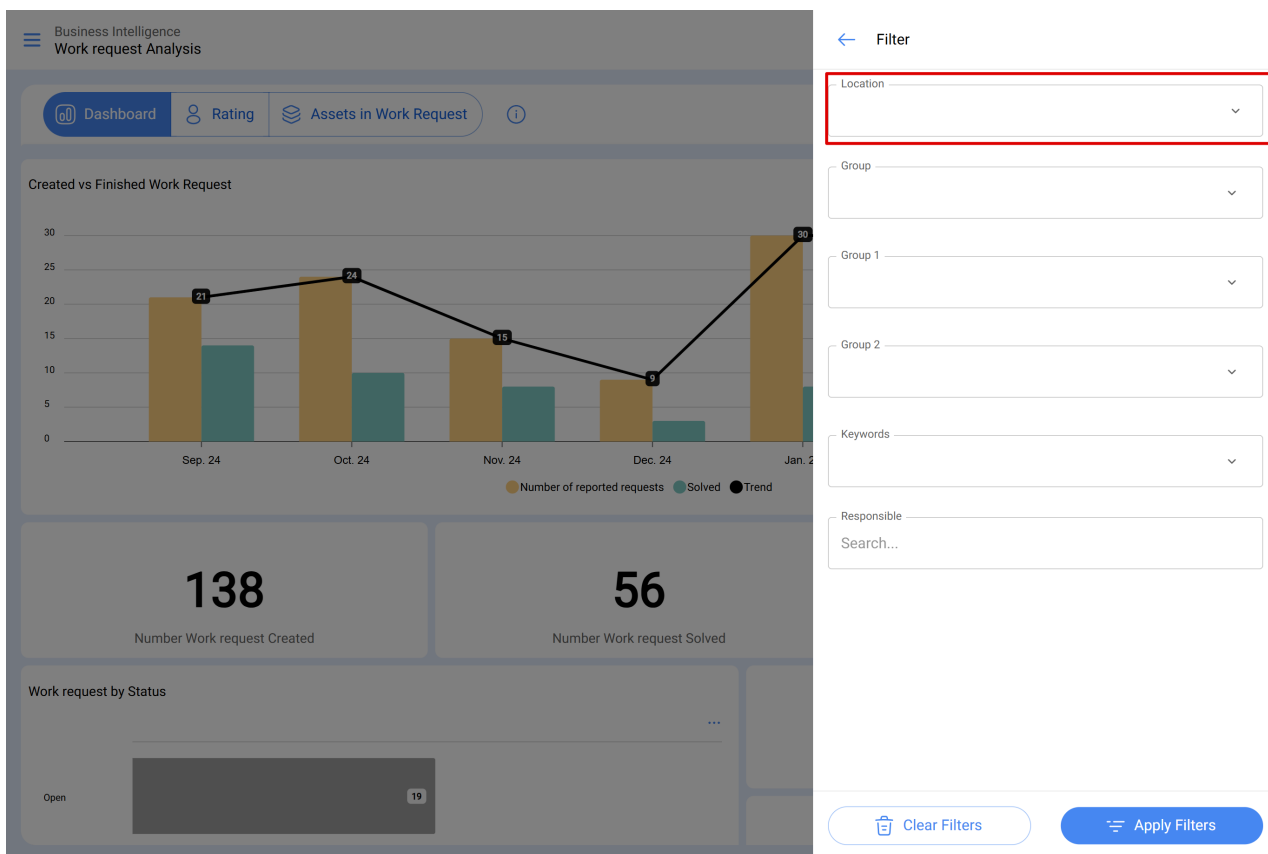 Business Intelligence
Work request Analysis
Dashboard
Rating
Assets in Work Request
Created vs Finished Work Request
30
25
20
15
10
5
0
21
24
15
9
30
Sep. 24
Oct. 24
Nov. 24
Dec. 24
Jan. 2
Number of reported requests
Solved
Trend
138
Number Work request Created
56
Number Work request Solved
Work request by Status
...
Open
19
Filter
Location
Group
Group 1
Group 2
Keywords
Responsible
Search...
Clear Filters
Apply Filters